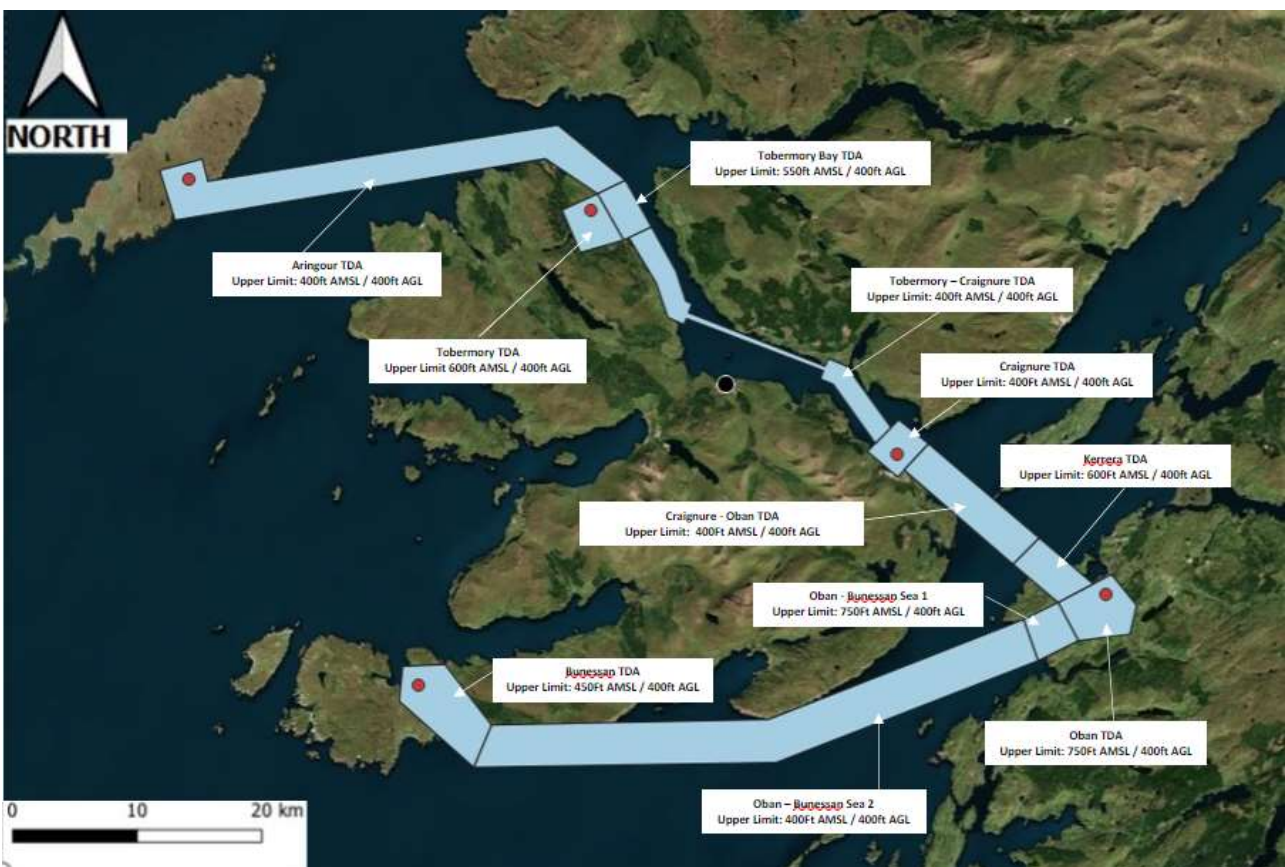 NORTH
Tobermory Bay TDA
Upper Limit: 550ft AMSL / 400ft AGL
Aringour TDA
Upper Limit: 400ft AMSL / 400ft AGL
Tobermory – Craignure TDA
Upper Limit: 400ft AMSL / 400ft AGL
Tobermory TDA
Upper Limit 600ft AMSL / 400ft AGL
Craignure TDA
Upper Limit: 400Ft AMSL / 400ft AGL
Kerrera TDA
Upper Limit: 600Ft AMSL / 400ft AGL
Craignure - Oban TDA
Upper Limit: 400Ft AMSL / 400ft AGL
Oban - Bunessan Sea 1
Upper Limit: 750Ft AMSL / 400ft AGL
Bunessan TDA
Upper Limit: 450Ft AMSL / 400ft AGL
Oban TDA
Upper Limit: 750Ft AMSL / 400ft AGL
Oban – Bunessan Sea 2
Upper Limit: 400Ft AMSL / 400ft AGL
0 10 20 km